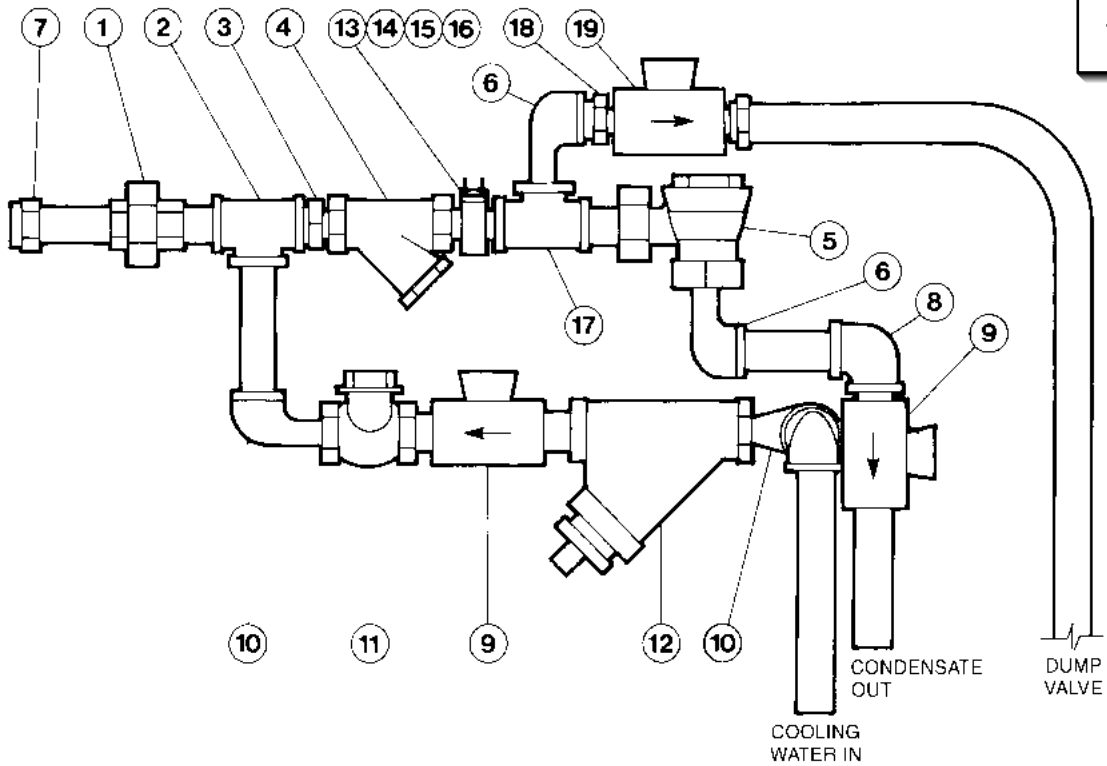 7 1 2 3 4 13 14 15 16 18 19
6
5
6
8
17
9
10 11 9 12 10
CONDENSATE
OUT
DUMP
VALVE
COOLING
WATER IN